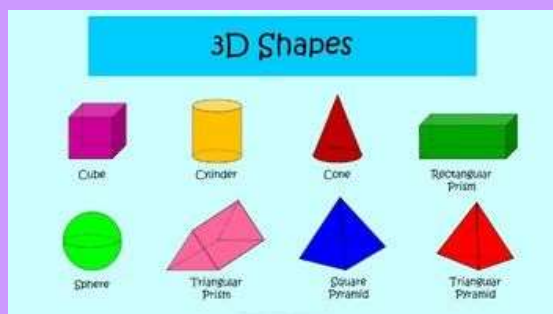 3D Shapes
Cube
Cylinder
Cone
Rectangular
Prism
Sphere
Triangular
Prism
Square
Pyramid
Triangular
Pyramid